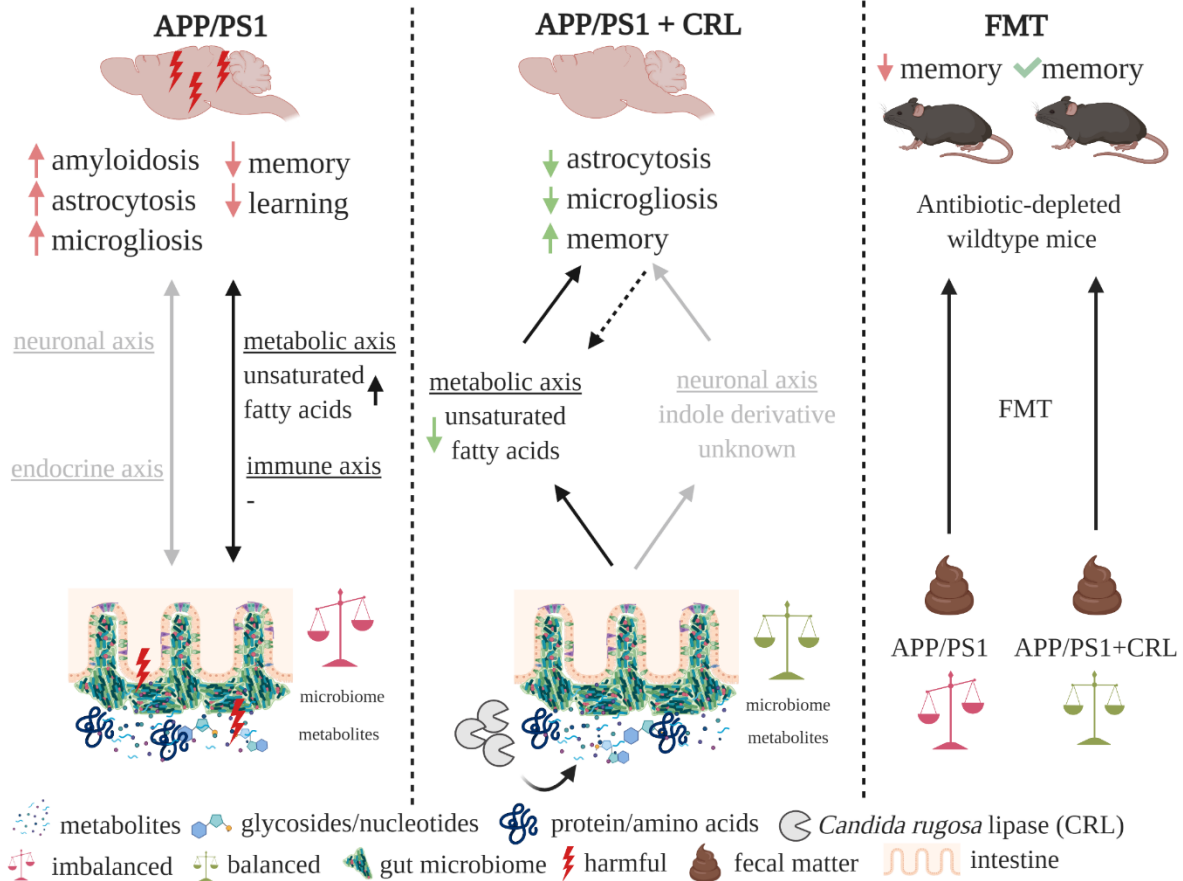 APP/PS1
amyloidosis
astrocytosis
microgliosis
memory
learning
neuronal axis
metabolic axis
unsaturated
fatty acids
endocrine axis
immune axis
-
microbiome
metabolites
APP/PS1 + CRL
astrocytosis
microgliosis
memory
metabolic axis
unsaturated
fatty acids
neuronal axis
indole derivative
unknown
microbiome
metabolites
FMT
memory
memory
Antibiotic-depleted
wildtype mice
FMT
APP/PS1
APP/PS1+CRL
metabolites
glycosides/nucleotides
protein/amino acids
Candida rugosa lipase (CRL)
imbalanced
balanced
gut microbiome
harmful
fecal matter
intestine